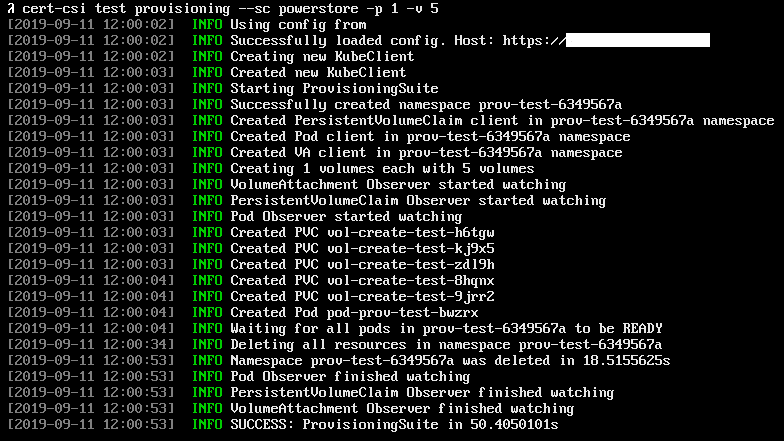 λ cert-csi test provisioning --sc powerstore -p 1 -v 5
[2019-09-11 12:00:02] INFO Using config from
[2019-09-11 12:00:02] INFO Successfully loaded config. Host: https://
[2019-09-11 12:00:02] INFO Creating new KubeClient
[2019-09-11 12:00:03] INFO Created new KubeClient
[2019-09-11 12:00:03] INFO Starting ProvisioningSuite
[2019-09-11 12:00:03] INFO Successfully created namespace prov-test-6349567a
[2019-09-11 12:00:03] INFO Created PersistentVolumeClaim client in prov-test-6349567a namespace
[2019-09-11 12:00:03] INFO Created Pod client in prov-test-6349567a namespace
[2019-09-11 12:00:03] INFO Created VA client in prov-test-6349567a namespace
[2019-09-11 12:00:03] INFO Creating 1 volumes each with 5 volumes
[2019-09-11 12:00:03] INFO VolumeAttachment Observer started watching
[2019-09-11 12:00:03] INFO PersistentVolumeClaim Observer started watching
[2019-09-11 12:00:03] INFO Pod Observer started watching
[2019-09-11 12:00:03] INFO Created PVC vol-create-test-h6tgw
[2019-09-11 12:00:03] INFO Created PVC vol-create-test-kj9x5
[2019-09-11 12:00:03] INFO Created PVC vol-create-test-zdl9h
[2019-09-11 12:00:04] INFO Created PVC vol-create-test-8hqnx
[2019-09-11 12:00:04] INFO Created PVC vol-create-test-9jrr2
[2019-09-11 12:00:04] INFO Created Pod pod-prov-test-bwzrx
[2019-09-11 12:00:04] INFO Waiting for all pods in prov-test-6349567a to be READY
[2019-09-11 12:00:34] INFO Deleting all resources in namespace prov-test-6349567a
[2019-09-11 12:00:53] INFO Namespace prov-test-6349567a was deleted in 18.5155625s
[2019-09-11 12:00:53] INFO Pod Observer finished watching
[2019-09-11 12:00:53] INFO PersistentVolumeClaim Observer finished watching
[2019-09-11 12:00:53] INFO VolumeAttachment Observer finished watching
[2019-09-11 12:00:53] INFO SUCCESS: ProvisioningSuite in 50.4050101s